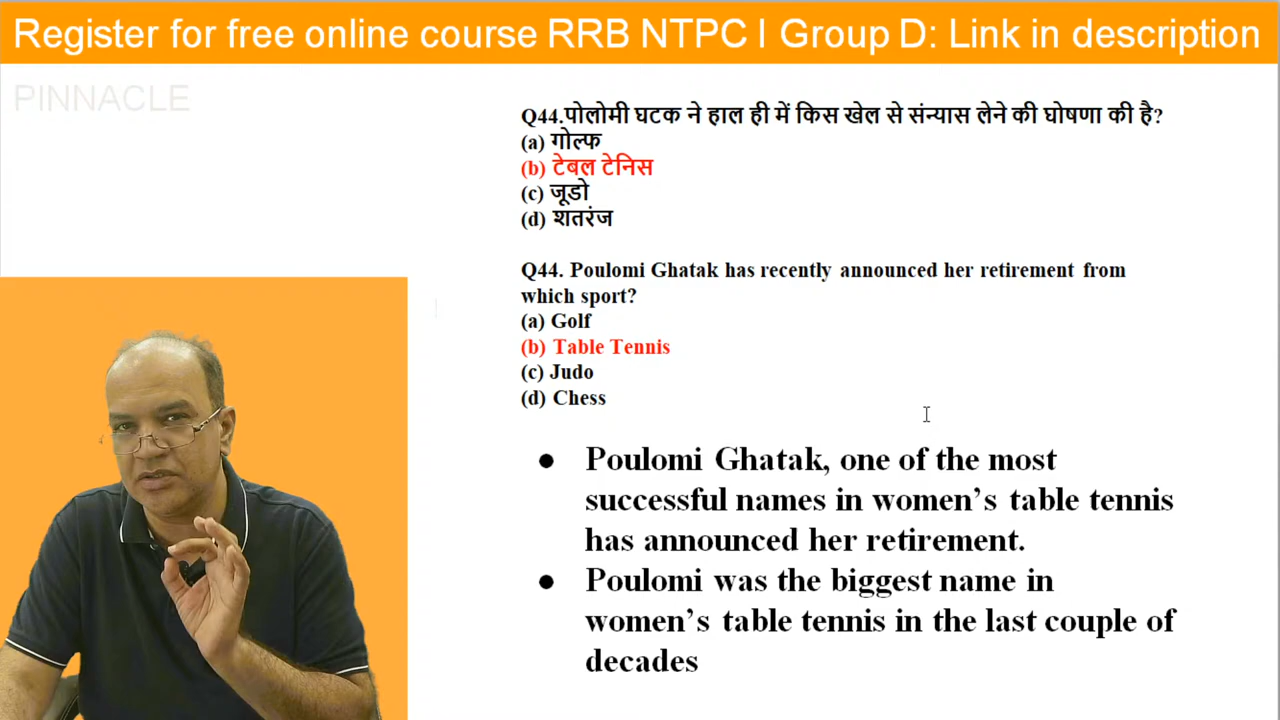 Register for free online course RRB NTPC I Group D: Link in description
PINNACLE
Q44.पोलोमी घटक ने हाल ही में किस खेल से संन्यास लेने की घोषणा की है?
(a) गोल्फ
(b) टेबल टेनिस
(c) जूडो
(d) शतरंज
Q44. Poulomi Ghatak has recently announced her retirement from
which sport?
(a) Golf
(b) Table Tennis
(c) Judo
(d) Chess
● Poulomi Ghatak, one of the most
successful names in women’s table tennis
has announced her retirement.
● Poulomi was the biggest name in
women’s table tennis in the last couple of
decades